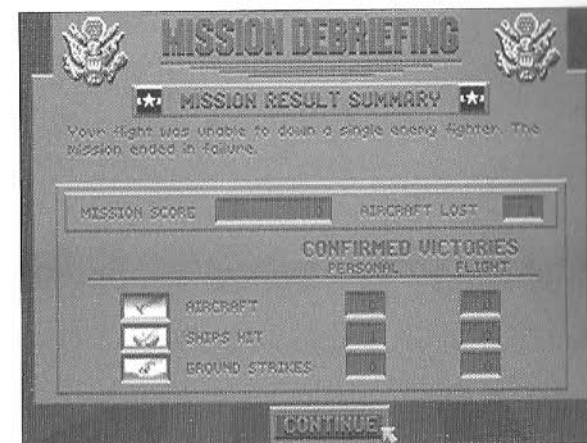 MISSION DEBRIEFING
MISSION RESULT SUMMARY
Your flight was unable to down a single enemy fighter. The
mission ended in failure.
MISSION SCORE AIRCRAFT LOST
CONFIRMED VICTORIES
PERSONAL FLIGHT
AIRCRAFT
SHIPS HIT
GROUND STRIKES
CONTINUE